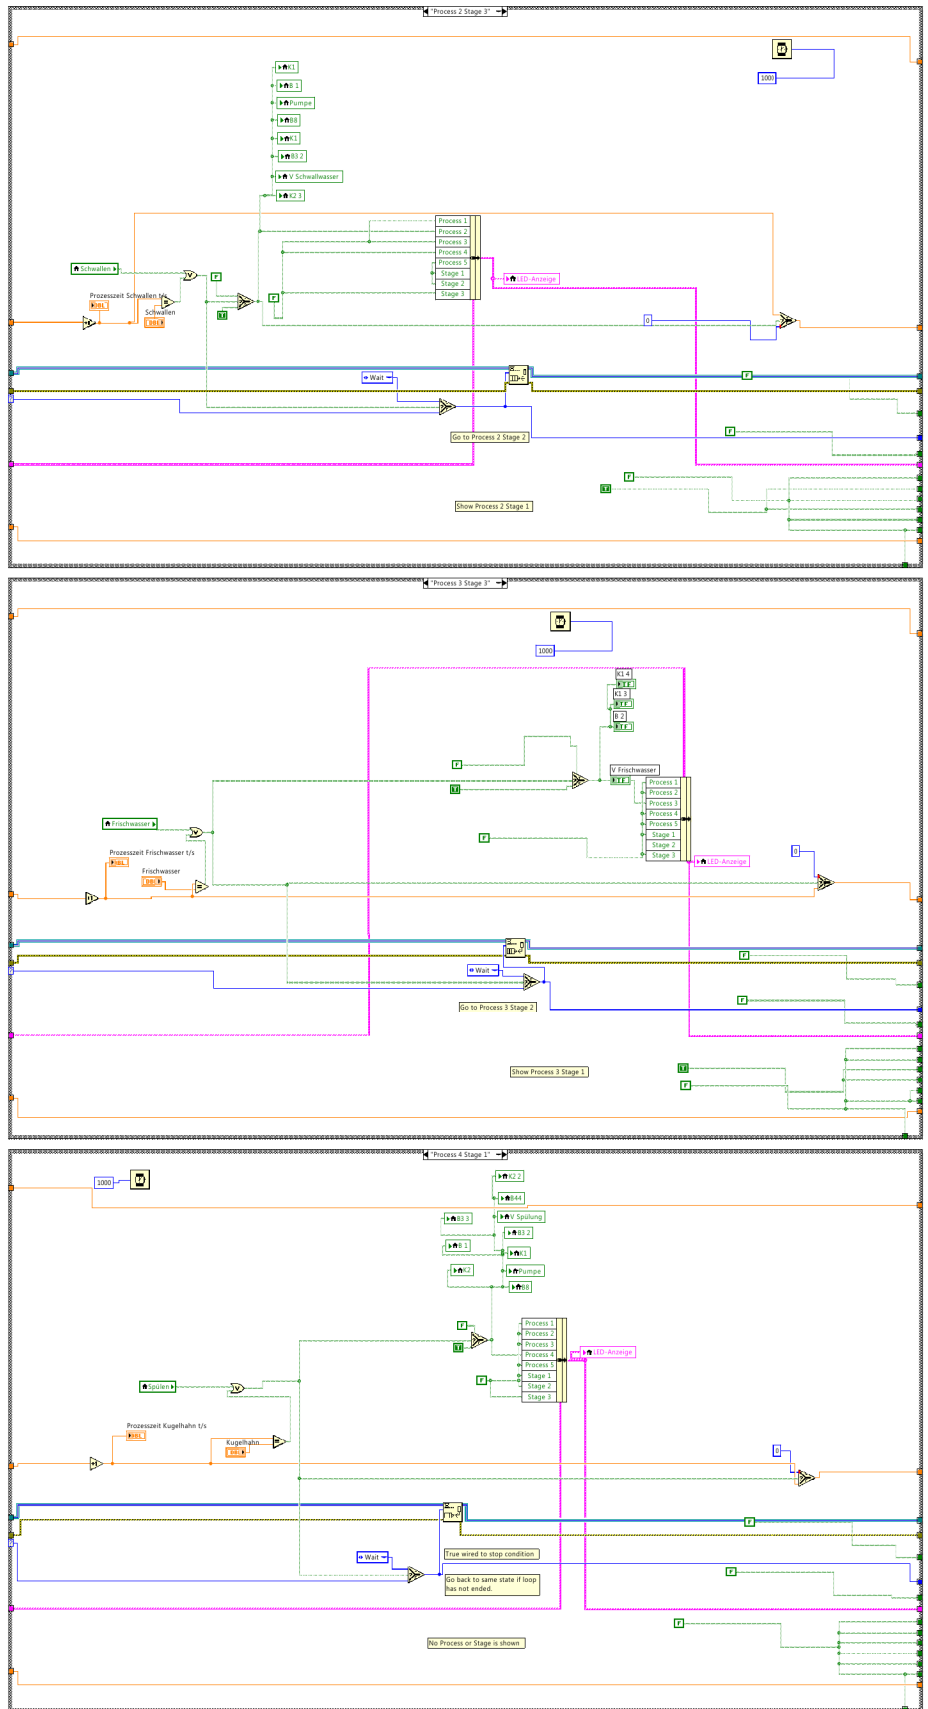 "Process 2 Stage 3"
1000
K1
B 1
Pumpe
B8
K1
B3 2
V Schwallwasser
K2 3
Process 1
Process 2
Process 3
Process 4
Process 5
Stage 1
Stage 2
Stage 3
Schwallen
F
LED-Anzeige
Prozesszeit Schwallen t/s
DBL
F
T
Schwallen
DBL
0
Wait
F
Go to Process 2 Stage 2
F
F
T
Show Process 2 Stage 1
"Process 3 Stage 3"
1000
K1 4
TF
K1 3
TF
B 2
TF
F
V Frischwasser
TF
T
Process 1
Process 2
Process 3
Process 4
Process 5
Stage 1
Stage 2
Stage 3
Frischwasser
F
Prozesszeit Frischwasser t/s
DBL
0
LED-Anzeige
Frischwasser
DBL
F
Wait
F
Go to Process 3 Stage 2
T
Show Process 3 Stage 1
F
"Process 4 Stage 1"
1000
K2 2
B44
B3 3
V Spülung
B3 2
B 1
K1
K2
Pumpe
B8
F
T
Process 1
Process 2
Process 3
Process 4
Process 5
Stage 1
Stage 2
Stage 3
LED-Anzeige
Spülen
F
Prozesszeit Kugelhahn t/s
DBL
Kugelhahn
DBL
0
F
Wait
True wired to stop condition
Go back to same state if loop
has not ended.
F
F
No Process or Stage is shown